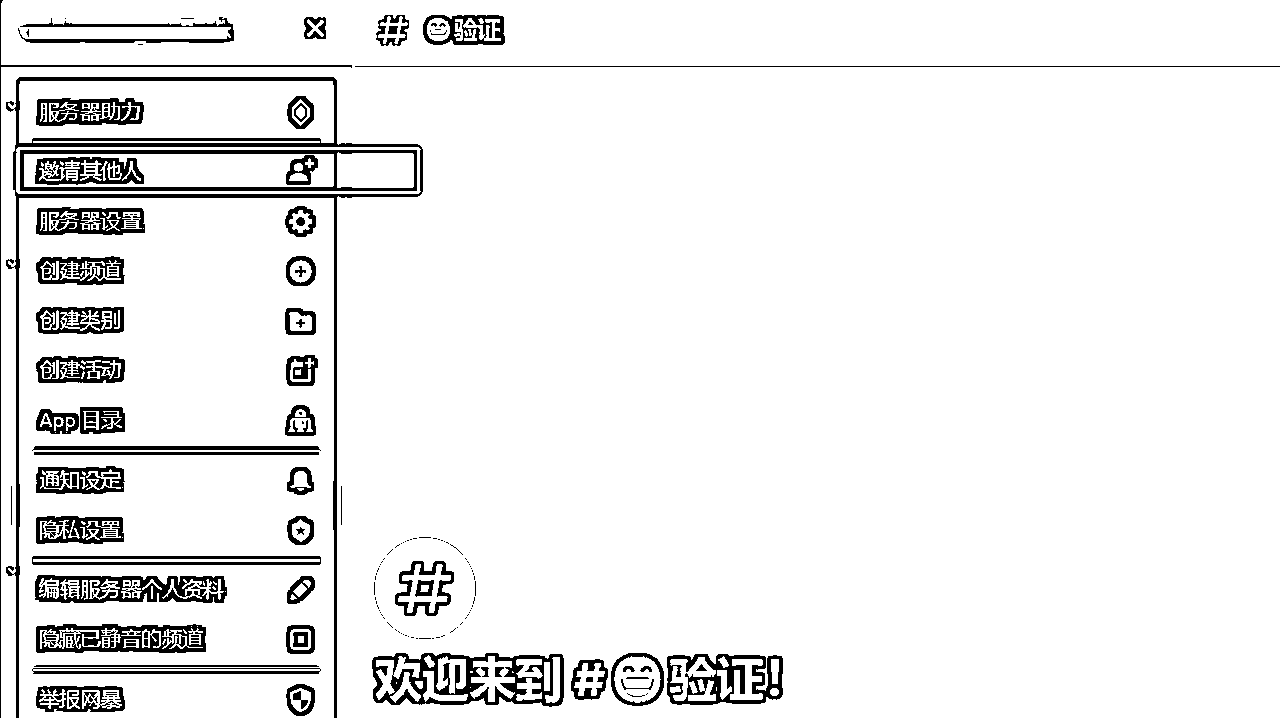 # 😄验证
服务器助力
邀请其他人
服务器设置
创建频道
创建类别
创建活动
App 目录
通知设定
隐私设置
编辑服务器个人资料
隐藏已静音的频道
举报网暴
欢迎来到 #😄验证!